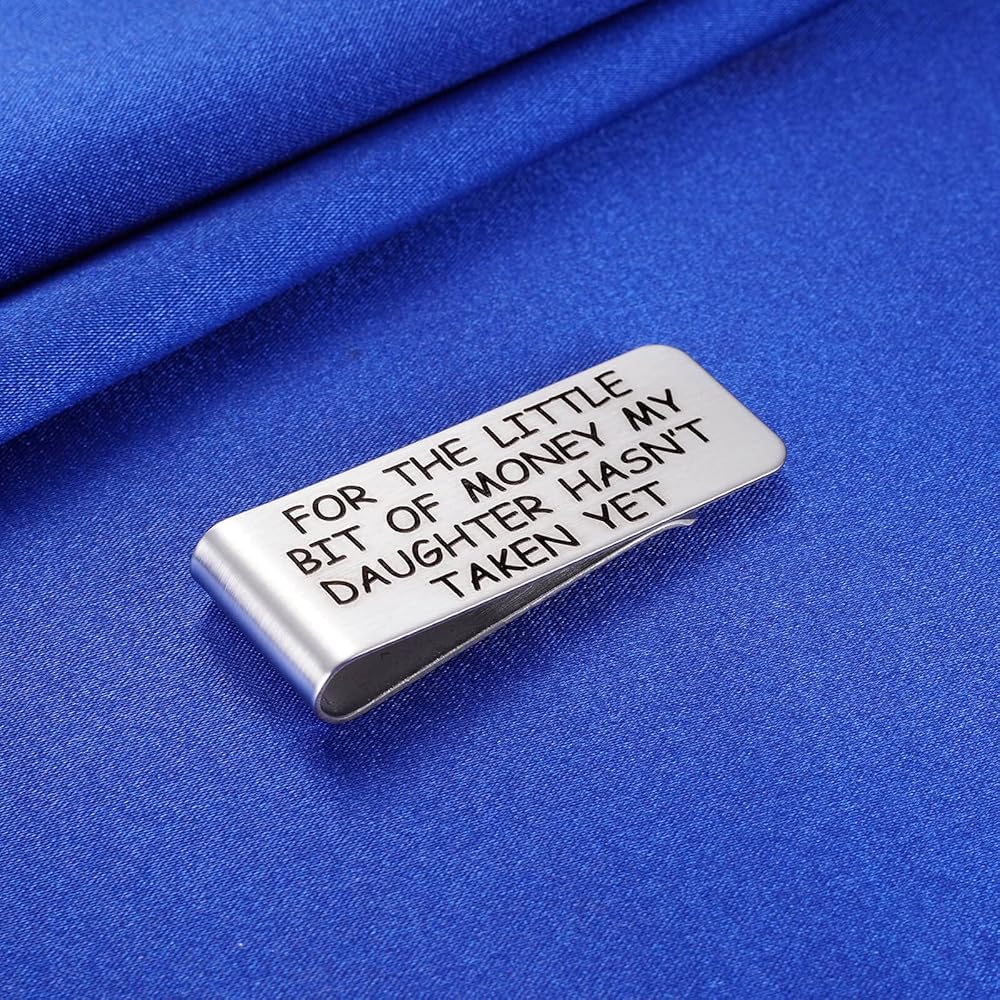 FOR THE LITTLE
BIT OF MONEY MY
DAUGHTER HASN'T
TAKEN YET